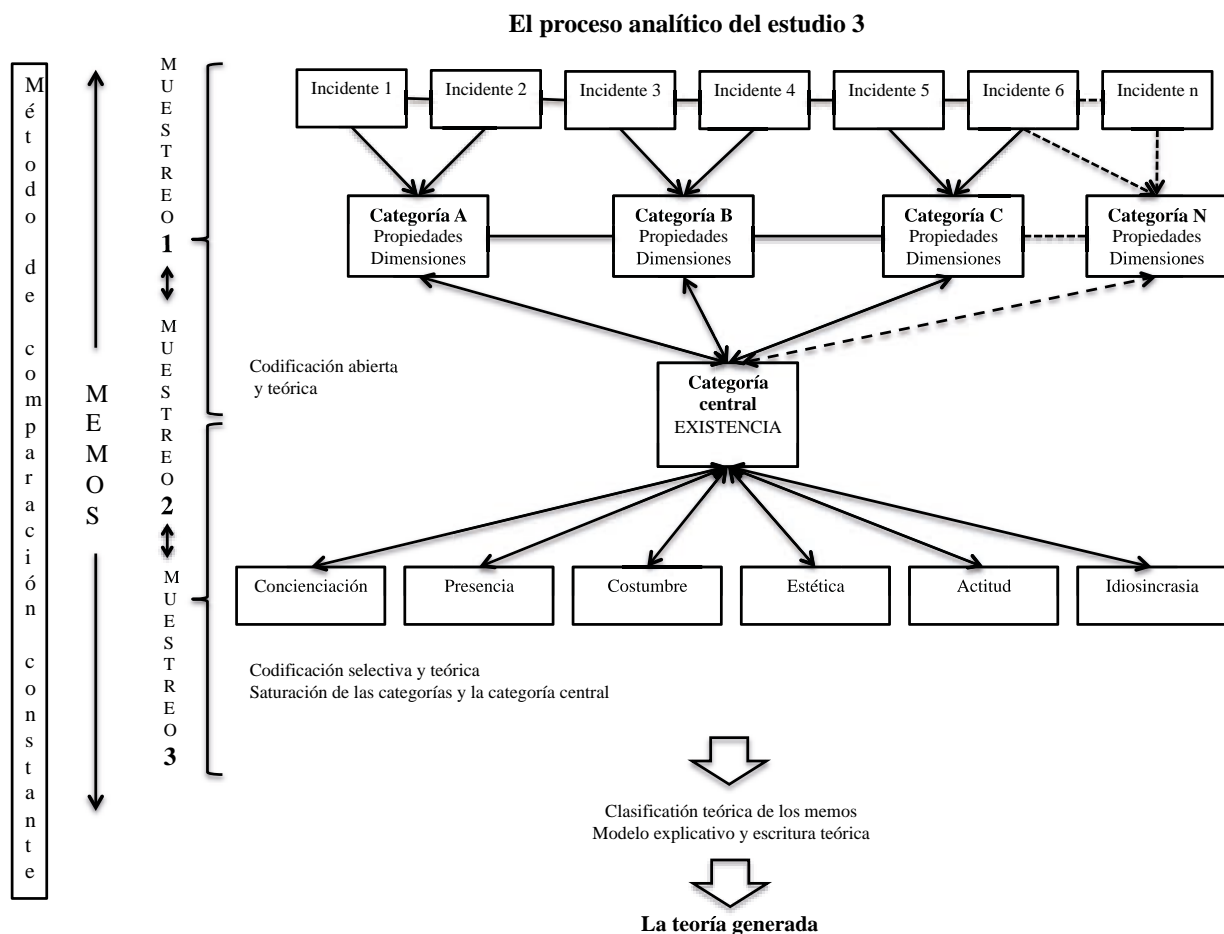 El proceso analítico del estudio 3
Método de comparación constante
MEMOS
MUESTREO 1
MUESTREO 2
MUESTREO 3
Incidente 1
Incidente 2
Incidente 3
Incidente 4
Incidente 5
Incidente 6
Incidente n
Categoría A
Propiedades
Dimensiones
Categoría B
Propiedades
Dimensiones
Categoría C
Propiedades
Dimensiones
Categoría N
Propiedades
Dimensiones
Codificación abierta
y teórica
Categoría
central
EXISTENCIA
Concienciación
Presencia
Costumbre
Estética
Actitud
Idiosincrasia
Codificación selectiva y teórica
Saturación de las categorías y la categoría central
Clasificatión teórica de los memos
Modelo explicativo y escritura teórica
La teoría generada